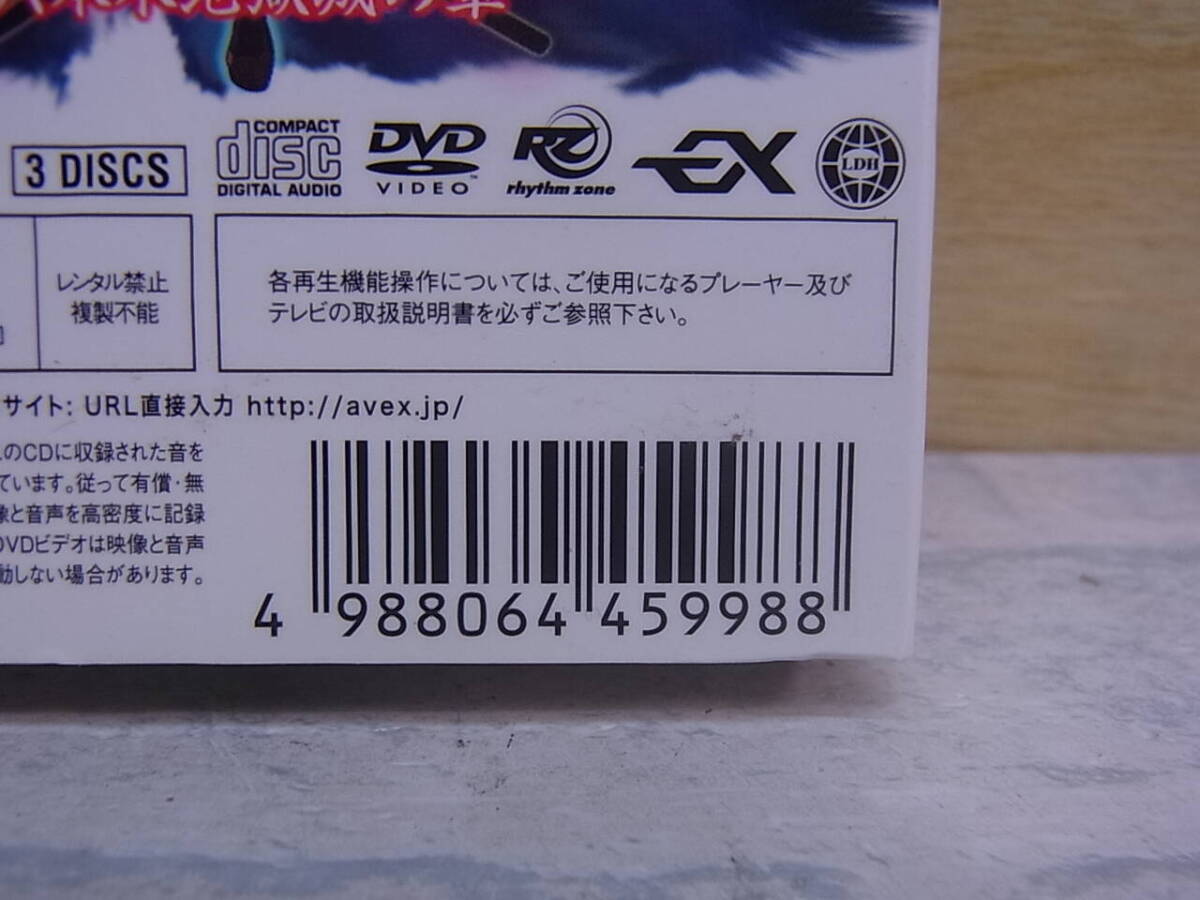 地獄城の章
3 DISCS
COMPACT
disc
DIGITAL AUDIO
DVD
VIDEO
TM
RZ
rhythm zone
EX
LDH
レンタル禁止
複製不能
各再生機能操作については、ご使用になるプレーヤー及び
テレビの取扱説明書を必ずご参照下さい。
サイト: URL直接入力 http://avex.jp/
のCDに収録された音を
ています。従って有償・無
像と音声を高密度に記録
DVDビデオは映像と音声
動しない場合があります。
4 988064 459988